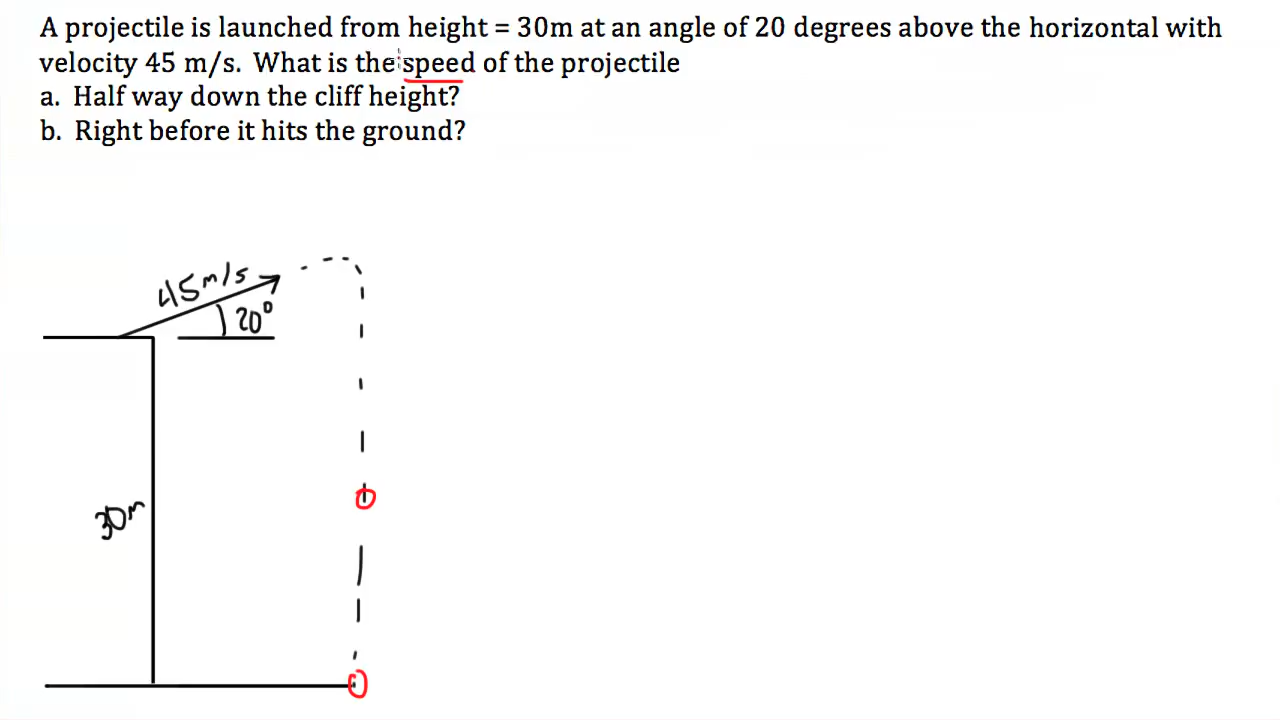 A projectile is launched from height = 30m at an angle of 20 degrees above the horizontal with
velocity 45 m/s. What is the speed of the projectile
a. Half way down the cliff height?
b. Right before it hits the ground?
45 m/s
20°
30m